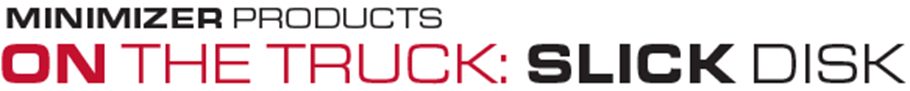 MINIMIZER PRODUCTS
ON THE TRUCK: SLICK DISK